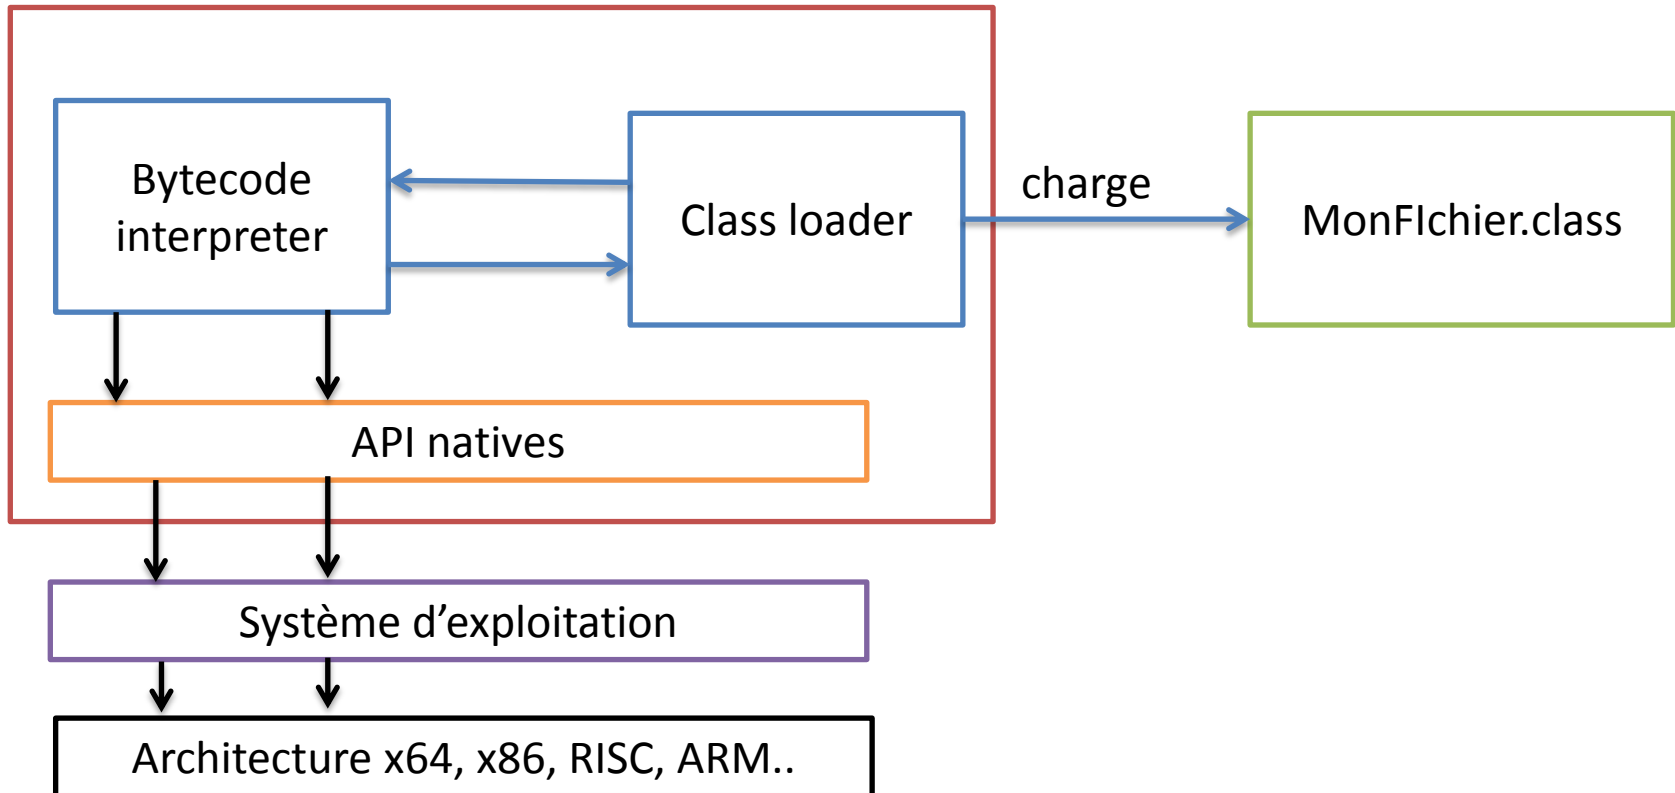 Bytecode
interpreter
Class loader
charge
MonFIchier.class
API natives
Système d’exploitation
Architecture x64, x86, RISC, ARM..